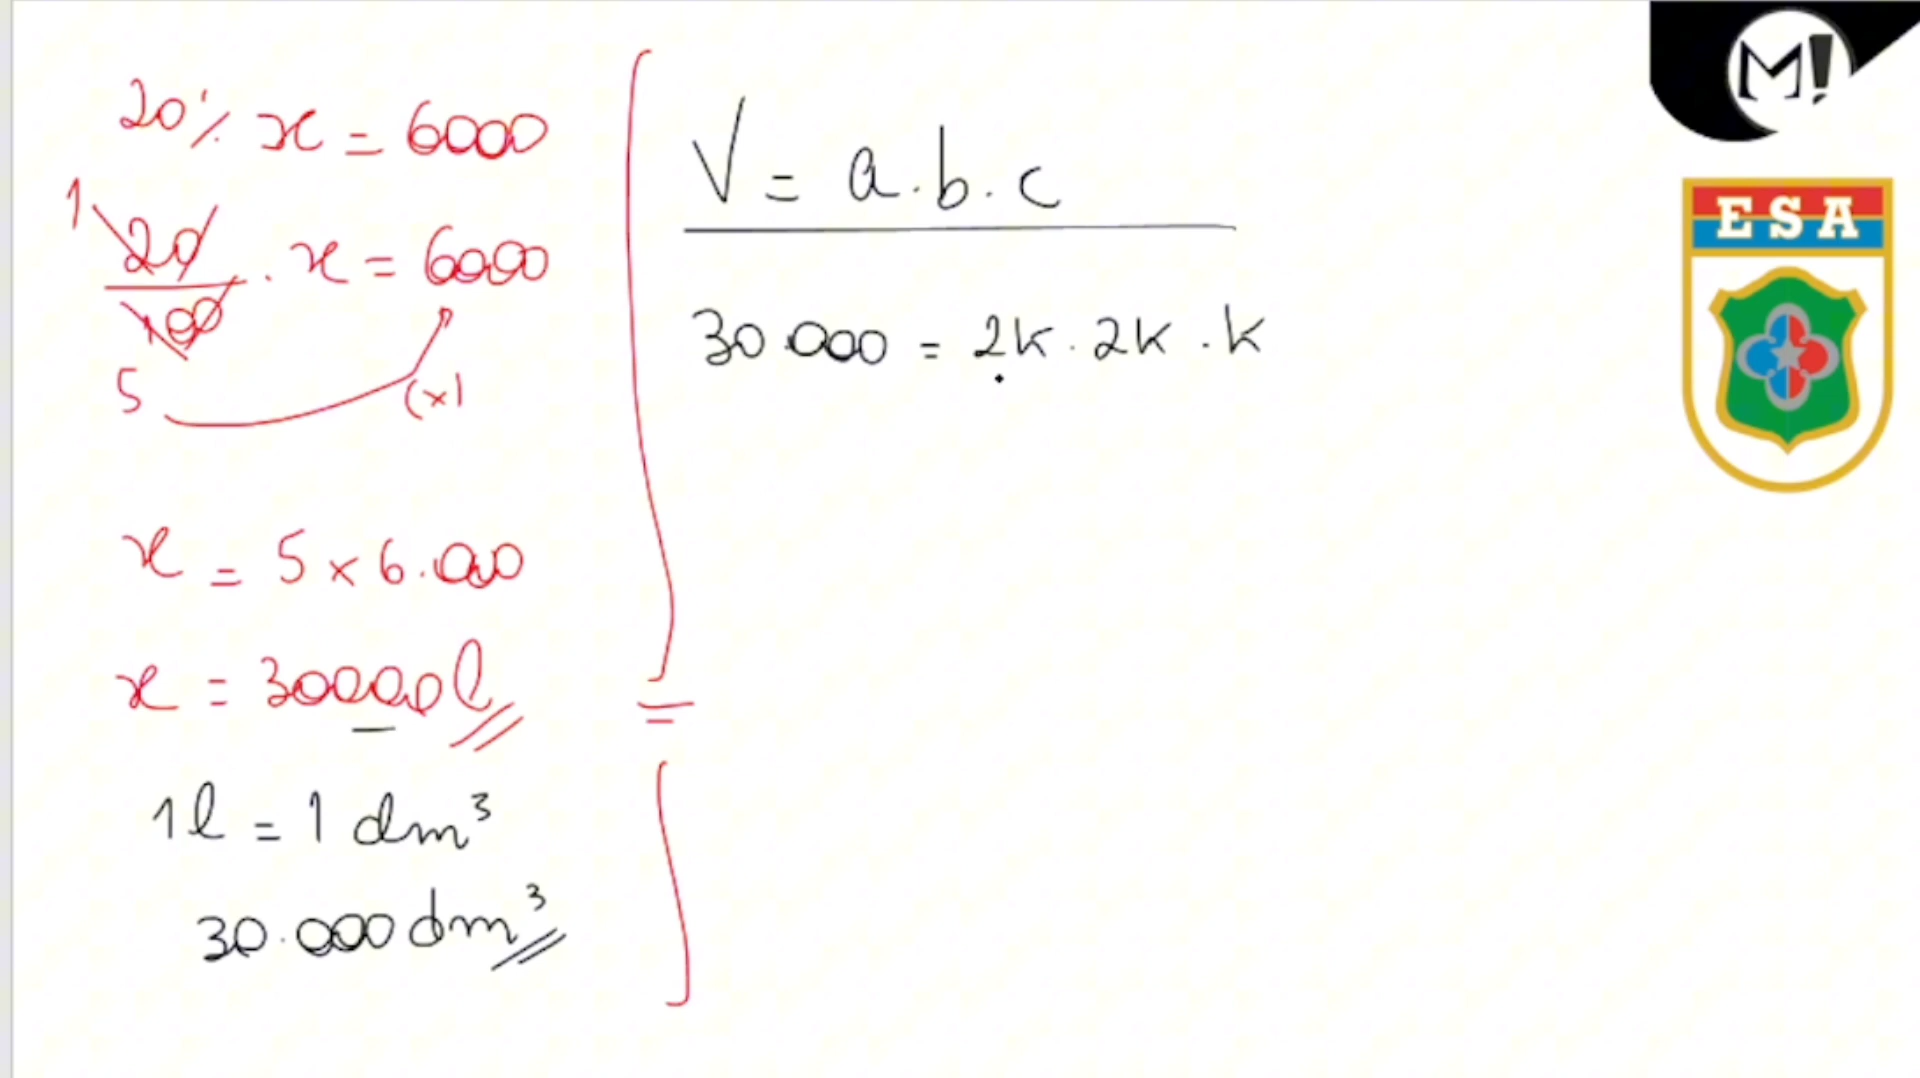 20% x = 6000
1
20/100 . x = 6000
5 (x)
x = 5 x 6.000
x = 30000 l
1 l = 1 dm³
30.000 dm³
V = a.b.c
30.000 = 2k . 2k . k
M!
ESA